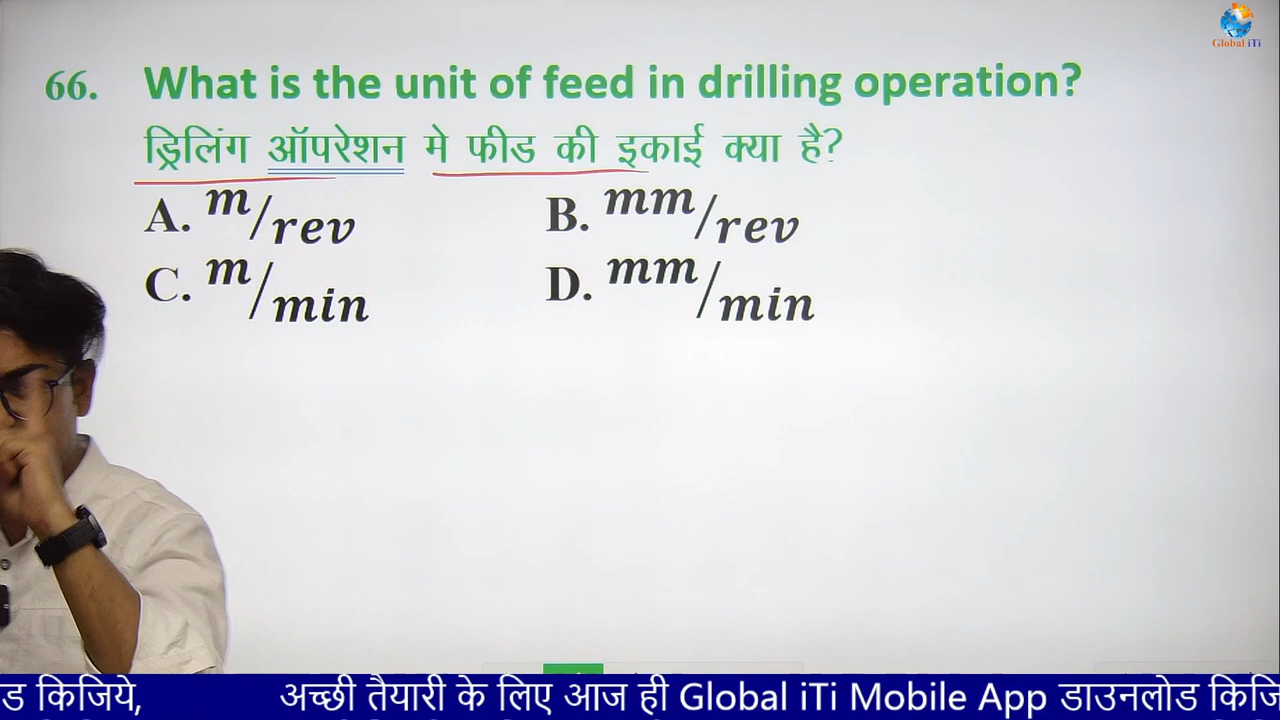 Global iTi
66. What is the unit of feed in drilling operation?
ड्रिलिंग ऑपरेशन मे फीड की इकाई क्या है?
A. m/rev B. mm/rev
C. m/min D. mm/min
ड किजिये, अच्छी तैयारी के लिए आज ही Global iTi Mobile App डाउनलोड किजि